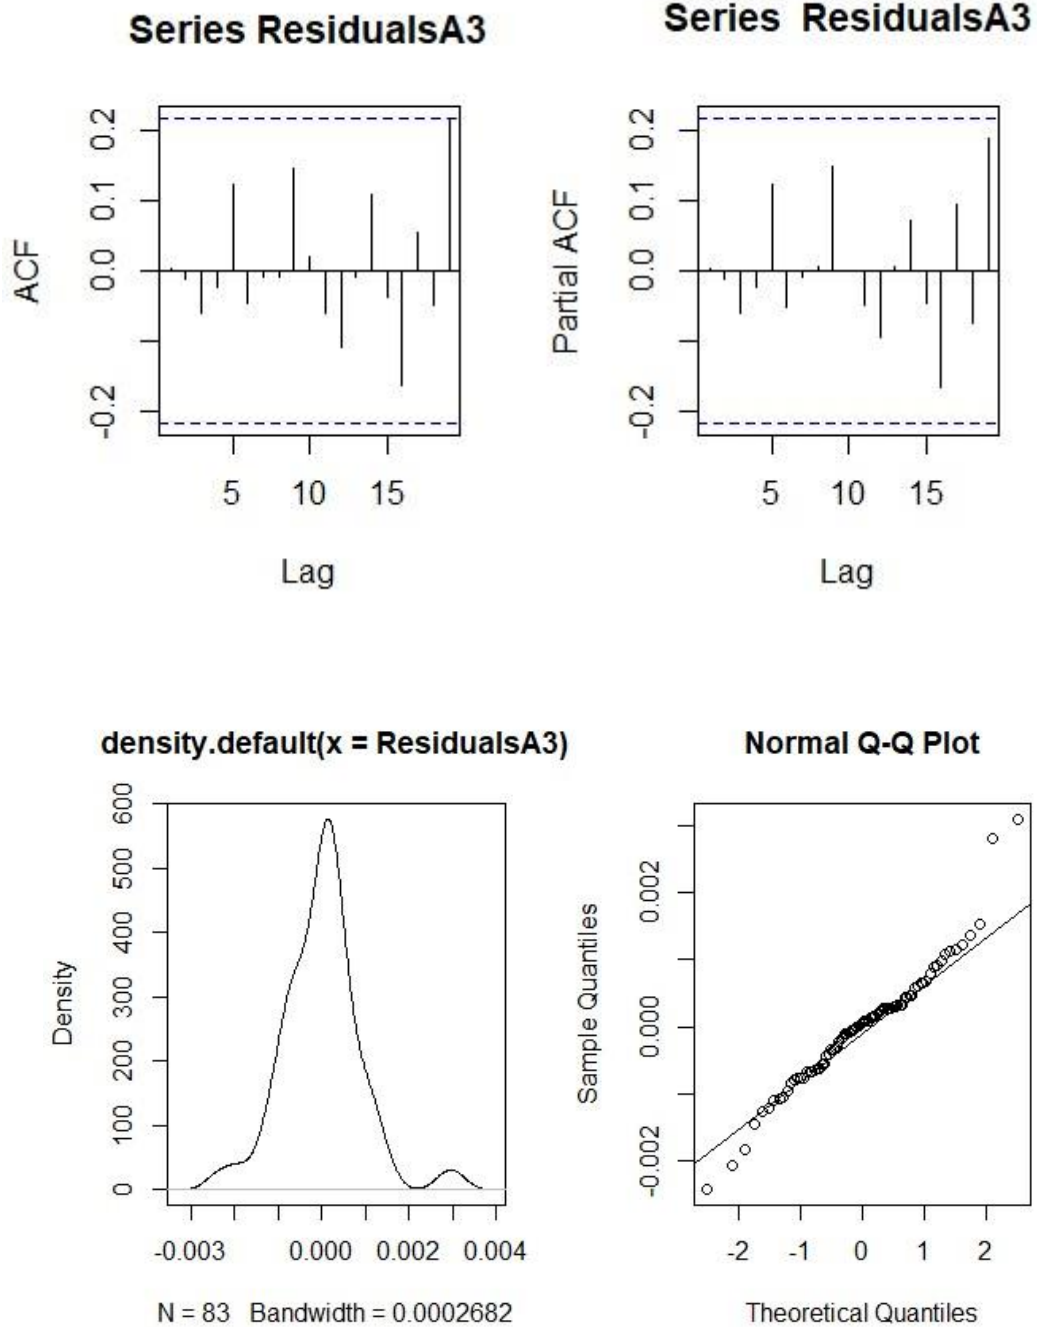 Series ResidualsA3
ACF
0.2
0.1
0.0
-0.2
5 10 15
Lag
Series ResidualsA3
Partial ACF
0.2
0.1
0.0
-0.2
5 10 15
Lag
density.default(x = ResidualsA3)
Density
600
500
400
300
200
100
0
-0.003 0.000 0.002 0.004
N = 83 Bandwidth = 0.0002682
Normal Q-Q Plot
Sample Quantiles
0.002
0.000
-0.002
-2 -1 0 1 2
Theoretical Quantiles